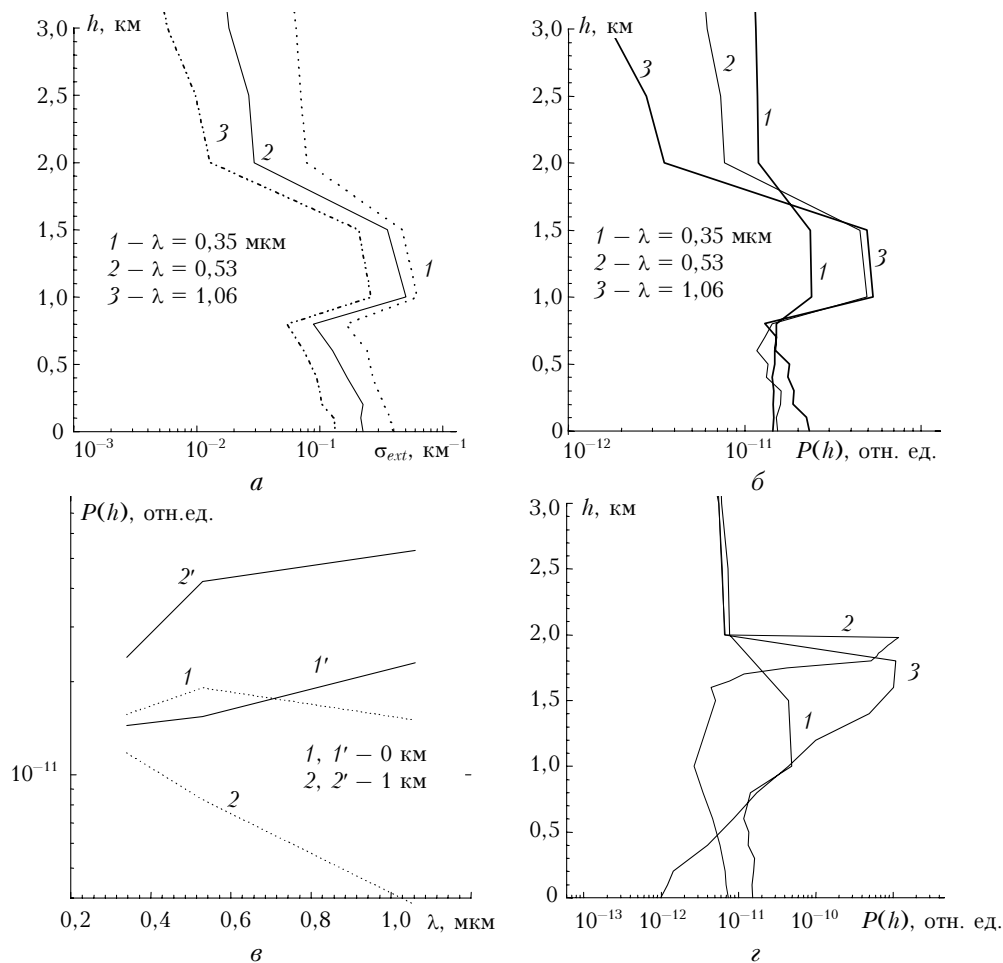 h, км
3,0
2,5
2,0
1,5
1,0
0,5
0
3
2
1
1 – λ = 0,35 мкм
2 – λ = 0,53
3 – λ = 1,06
10⁻³ 10⁻² 10⁻¹ σext, км⁻¹
а
h, км
3,0
2,5
2,0
1,5
1,0
0,5
0
3
2
1
1 – λ = 0,35 мкм
2 – λ = 0,53
3 – λ = 1,06
1
3
10⁻¹² 10⁻¹¹ P(h), отн. ед.
б
P(h), отн.ед.
2'
1
1'
1, 1' – 0 км
2, 2' – 1 км
10⁻¹¹
2
0,2 0,4 0,6 0,8 1,0 λ, мкм
в
h, км
3,0
2,5
2,0
1,5
1,0
0,5
0
2
3
1
10⁻¹³ 10⁻¹² 10⁻¹¹ 10⁻¹⁰ P(h), отн. ед.
г